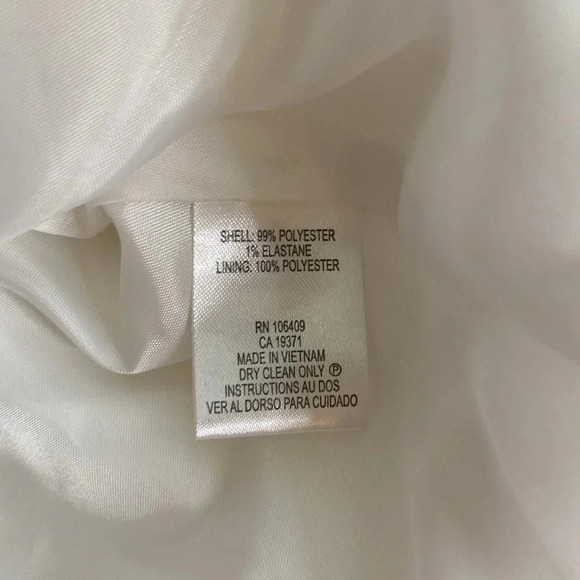 SHELL: 99% POLYESTER
1% ELASTANE
LINING: 100% POLYESTER
RN 106409
CA 19371
MADE IN VIETNAM
DRY CLEAN ONLY Ⓟ
INSTRUCTIONS AU DOS
VER AL DORSO PARA CUIDADO